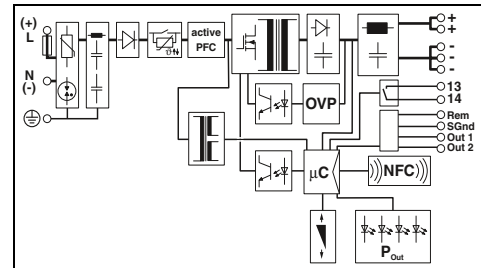 (+)
L
N
(-)
ϑ
active
PFC
OVP
+
+
-
-
-
13
14
Rem
SGnd
Out 1
Out 2
µC
NFC
P Out